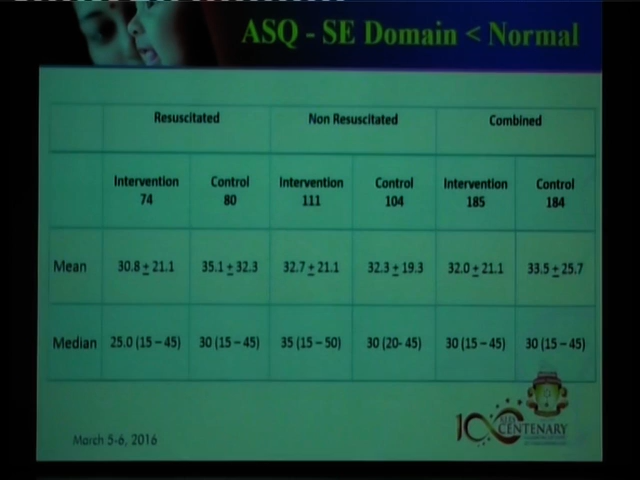 ASQ - SE Domain < Normal
Resuscitated Non Resuscitated Combined
Intervention 74 Control 80 Intervention 111 Control 104 Intervention 185 Control 184
Mean 30.8 ± 21.1 35.1 ± 32.3 32.7 ± 21.1 32.3 ± 19.3 32.0 ± 21.1 33.5 ± 25.7
Median 25.0 (15 – 45) 30 (15 – 45) 35 (15 – 50) 30 (20- 45) 30 (15 – 45) 30 (15 – 45)
CENTENARY
March 5-6, 2016